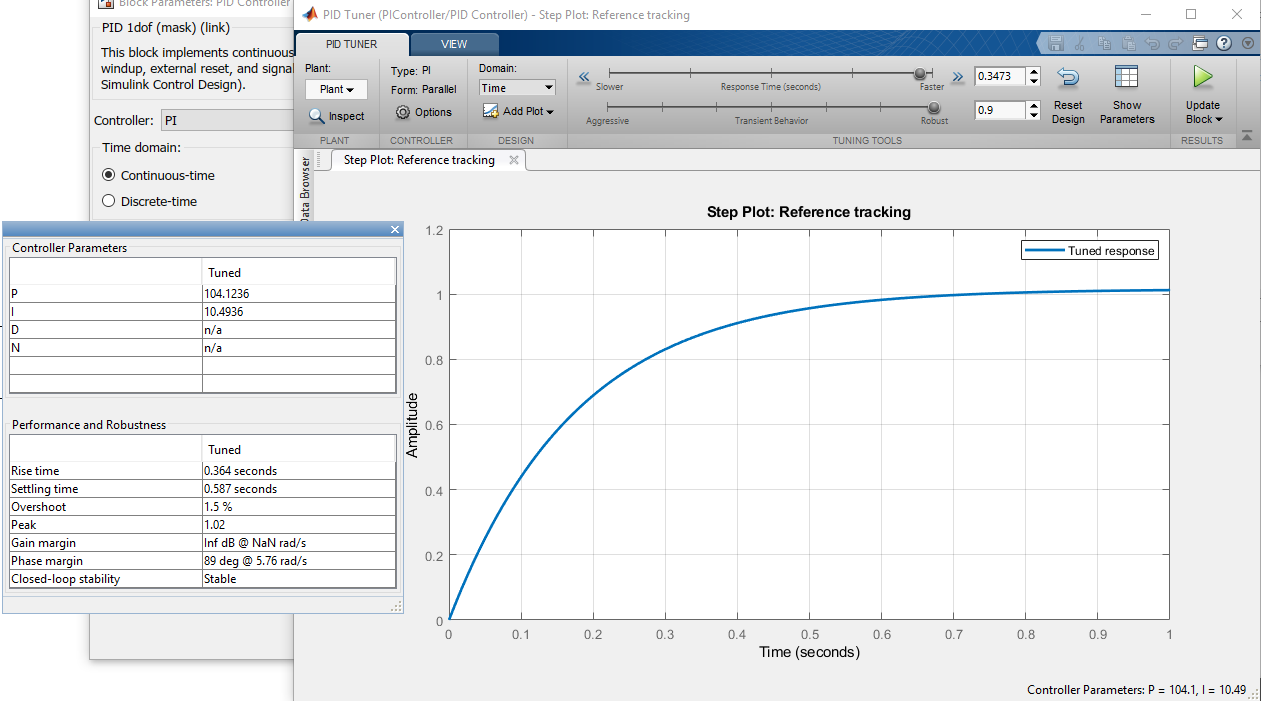 Block Parameters: PID Controller
PID 1dof (mask) (link)
This block implements continuous
windup, external reset, and signal
Simulink Control Design).
Controller: PI
Time domain:
Continuous-time
Discrete-time
PID Tuner (PIController/PID Controller) - Step Plot: Reference tracking
PID TUNER VIEW
Plant:
Plant
Inspect
PLANT
Type: PI
Form: Parallel
Options
CONTROLLER
Domain:
Time
Add Plot
DESIGN
Slower Response Time (seconds) Faster
0.3473
Aggressive Transient Behavior Robust
0.9
Reset
Design
Show
Parameters
TUNING TOOLS
Update
Block
RESULTS
Data Browser
Step Plot: Reference tracking
Controller Parameters
Tuned
P 104.1236
I 10.4936
D n/a
N n/a
Performance and Robustness
Tuned
Rise time 0.364 seconds
Settling time 0.587 seconds
Overshoot 1.5 %
Peak 1.02
Gain margin Inf dB @ NaN rad/s
Phase margin 89 deg @ 5.76 rad/s
Closed-loop stability Stable
Step Plot: Reference tracking
Tuned response
Amplitude
1.2
1
0.8
0.6
0.4
0.2
0
0 0.1 0.2 0.3 0.4 0.5 0.6 0.7 0.8 0.9 1
Time (seconds)
Controller Parameters: P = 104.1, I = 10.49